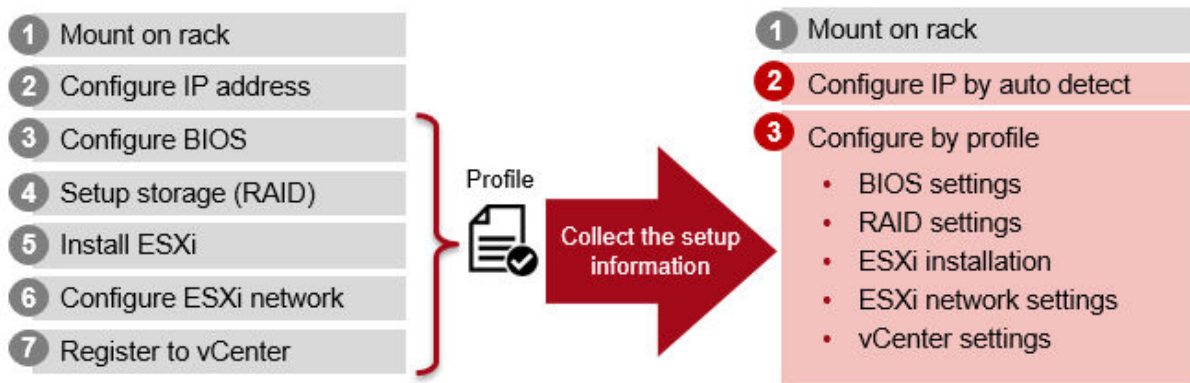 1 Mount on rack
2 Configure IP address
3 Configure BIOS
4 Setup storage (RAID)
5 Install ESXi
6 Configure ESXi network
7 Register to vCenter
Profile
Collect the setup
information
1 Mount on rack
2 Configure IP by auto detect
3 Configure by profile
• BIOS settings
• RAID settings
• ESXi installation
• ESXi network settings
• vCenter settings